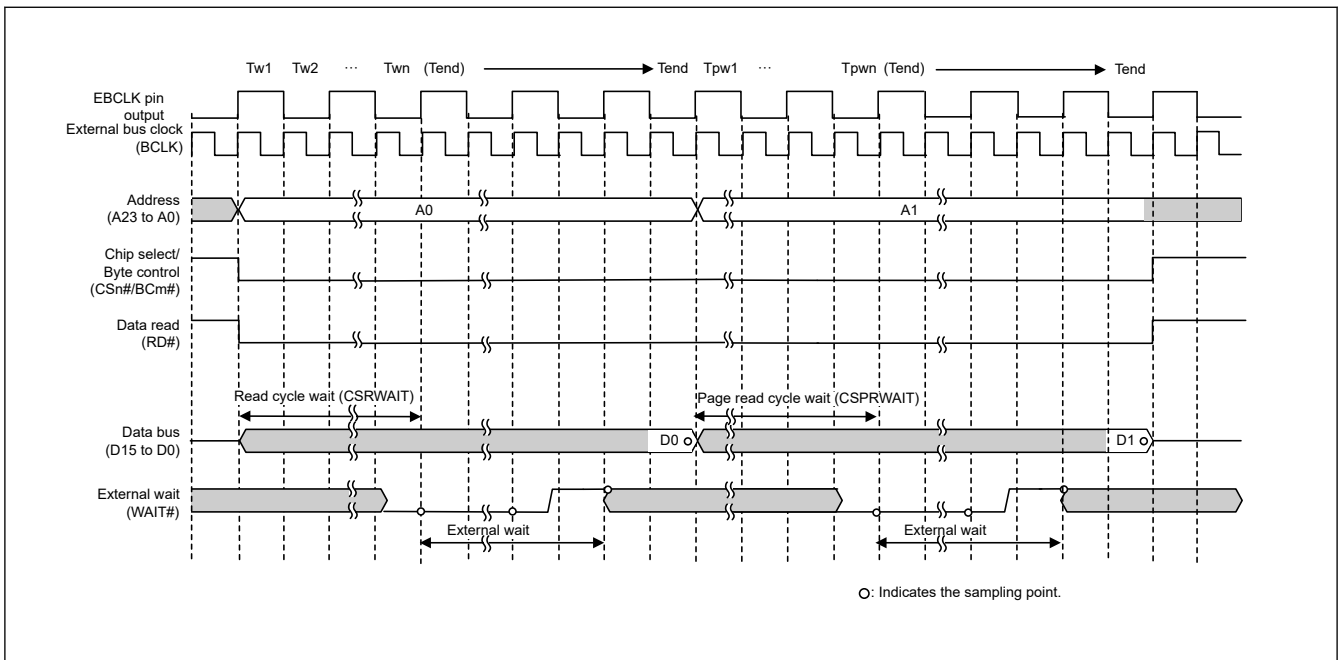 Tw1 Tw2 ··· Twn (Tend) Tend Tpw1 ··· Tpwn (Tend) Tend
EBCLK pin
output
External bus clock
(BCLK)
Address
(A23 to A0)
A0 A1
Chip select/
Byte control
(CSn#/BCm#)
Data read
(RD#)
Read cycle wait (CSRWAIT) Page read cycle wait (CSPRWAIT)
Data bus
(D15 to D0)
D0 D1
External wait
(WAIT#)
External wait External wait
: Indicates the sampling point.